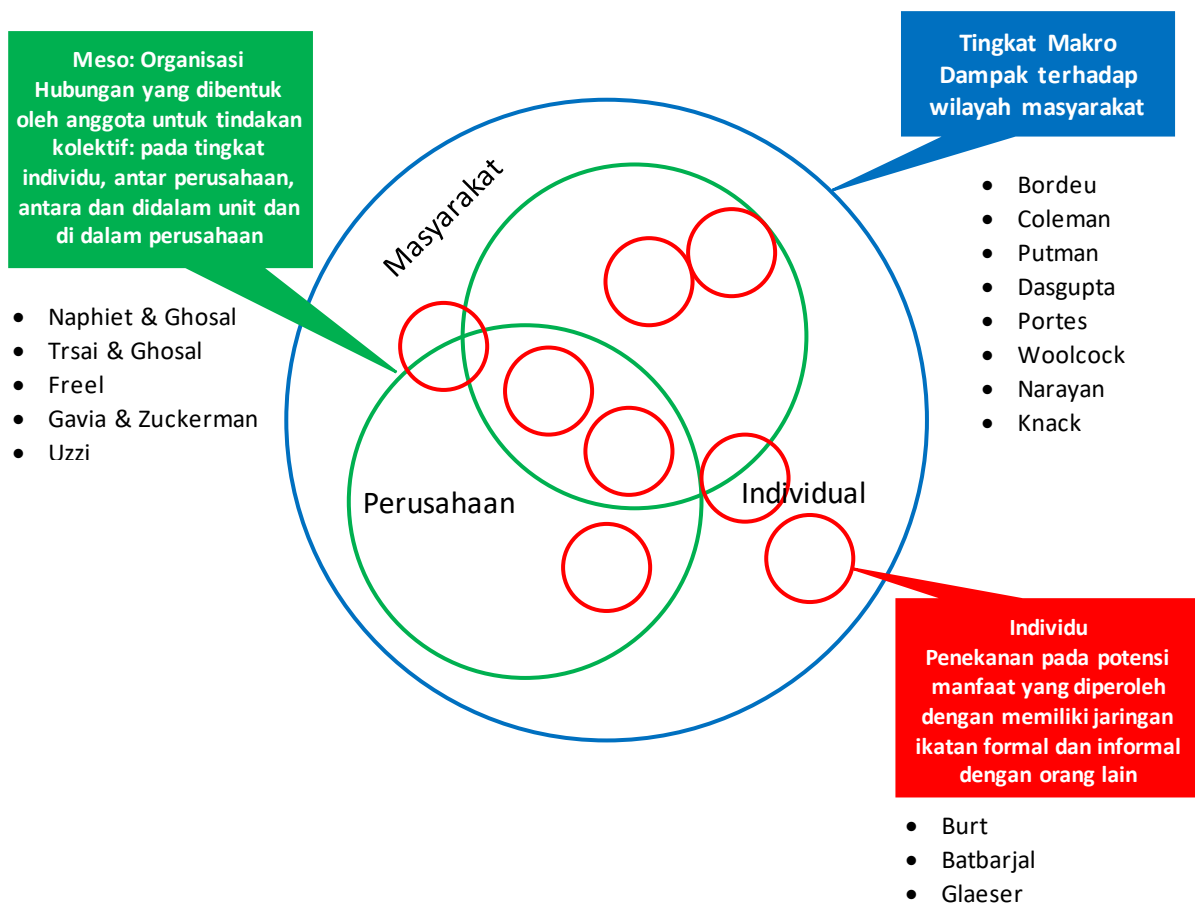 Meso: Organisasi
Hubungan yang dibentuk
oleh anggota untuk tindakan
kolektif: pada tingkat
individu, antar perusahaan,
antara dan didalam unit dan
di dalam perusahaan
• Naphiet & Ghosal
• Trsai & Ghosal
• Freel
• Gavia & Zuckerman
• Uzzi
Tingkat Makro
Dampak terhadap
wilayah masyarakat
• Bordeu
• Coleman
• Putman
• Dasgupta
• Portes
• Woolcock
• Narayan
• Knack
Masyarakat
Perusahaan
Individual
Individu
Penekanan pada potensi
manfaat yang diperoleh
dengan memiliki jaringan
ikatan formal dan informal
dengan orang lain
• Burt
• Batbarjal
• Glaeser